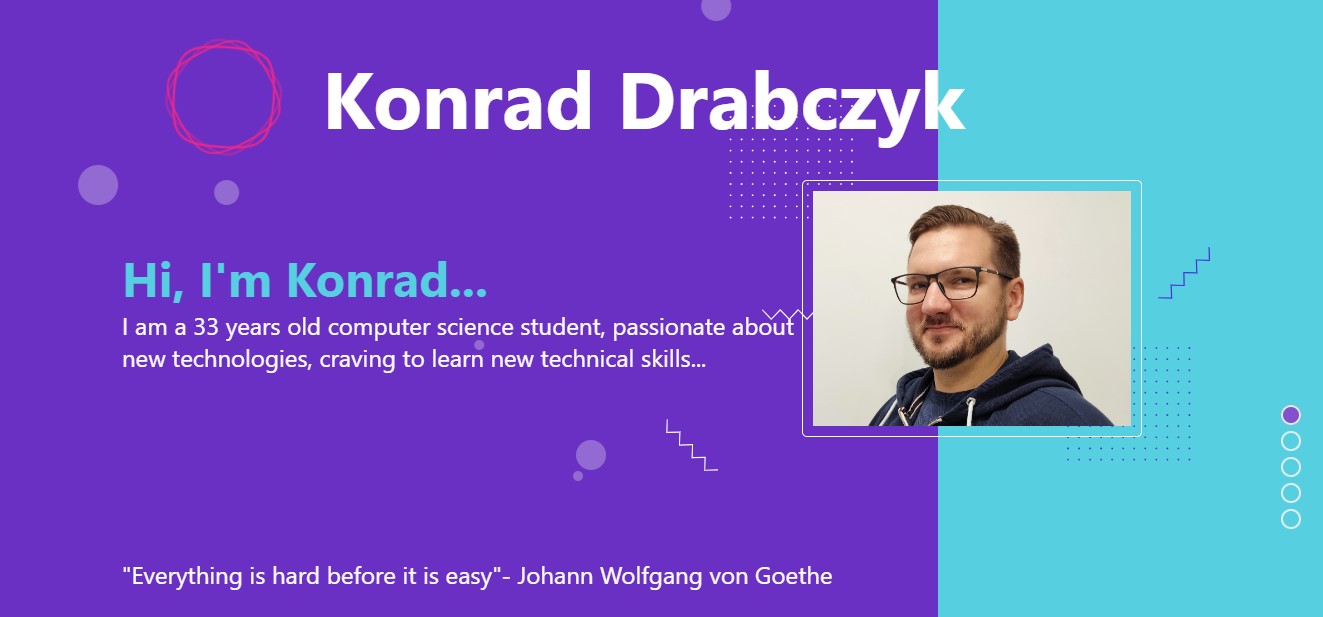 Konrad Drabczyk
Hi, I'm Konrad...
I am a 33 years old computer science student, passionate about
new technologies, craving to learn new technical skills...
"Everything is hard before it is easy"- Johann Wolfgang von Goethe